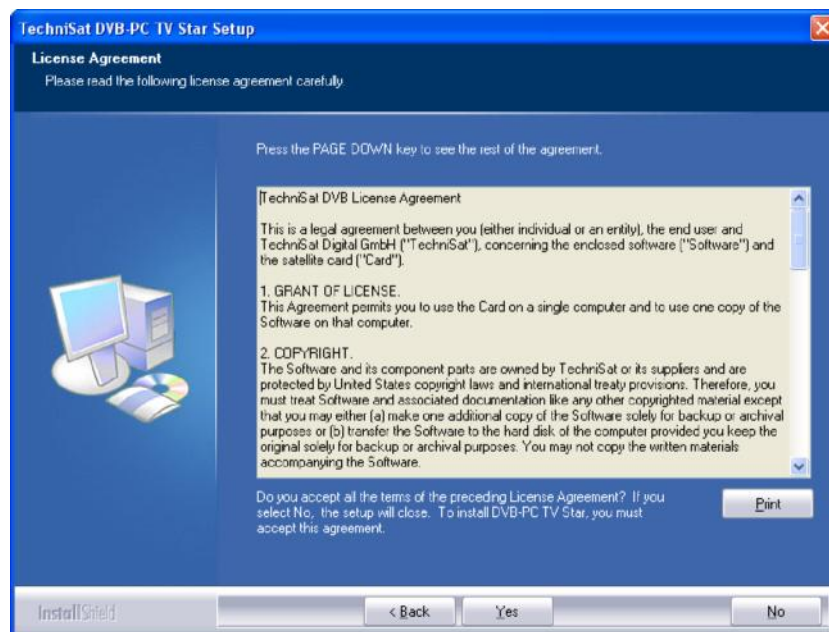 TechniSat DVB-PC TV Star Setup
License Agreement
Please read the following license agreement carefully.
Press the PAGE DOWN key to see the rest of the agreement.
TechniSat DVB License Agreement
This is a legal agreement between you (either individual or an entity), the end user and
TechniSat Digital GmbH ("TechniSat"), concerning the enclosed software ("Software") and
the satellite card ("Card").
1. GRANT OF LICENSE.
This Agreement permits you to use the Card on a single computer and to use one copy of the
Software on that computer.
2. COPYRIGHT.
The Software and its component parts are owned by TechniSat or its suppliers and are
protected by United States copyright laws and international treaty provisions. Therefore, you
must treat Software and associated documentation like any other copyrighted material except
that you may either (a) make one additional copy of the Software solely for backup or archival
purposes or (b) transfer the Software to the hard disk of the computer provided you keep the
original solely for backup or archival purposes. You may not copy the written materials
accompanying the Software.
Do you accept all the terms of the preceding License Agreement? If you
select No, the setup will close. To install DVB-PC TV Star, you must
accept this agreement.
Print
InstallShield
< Back
Yes
No